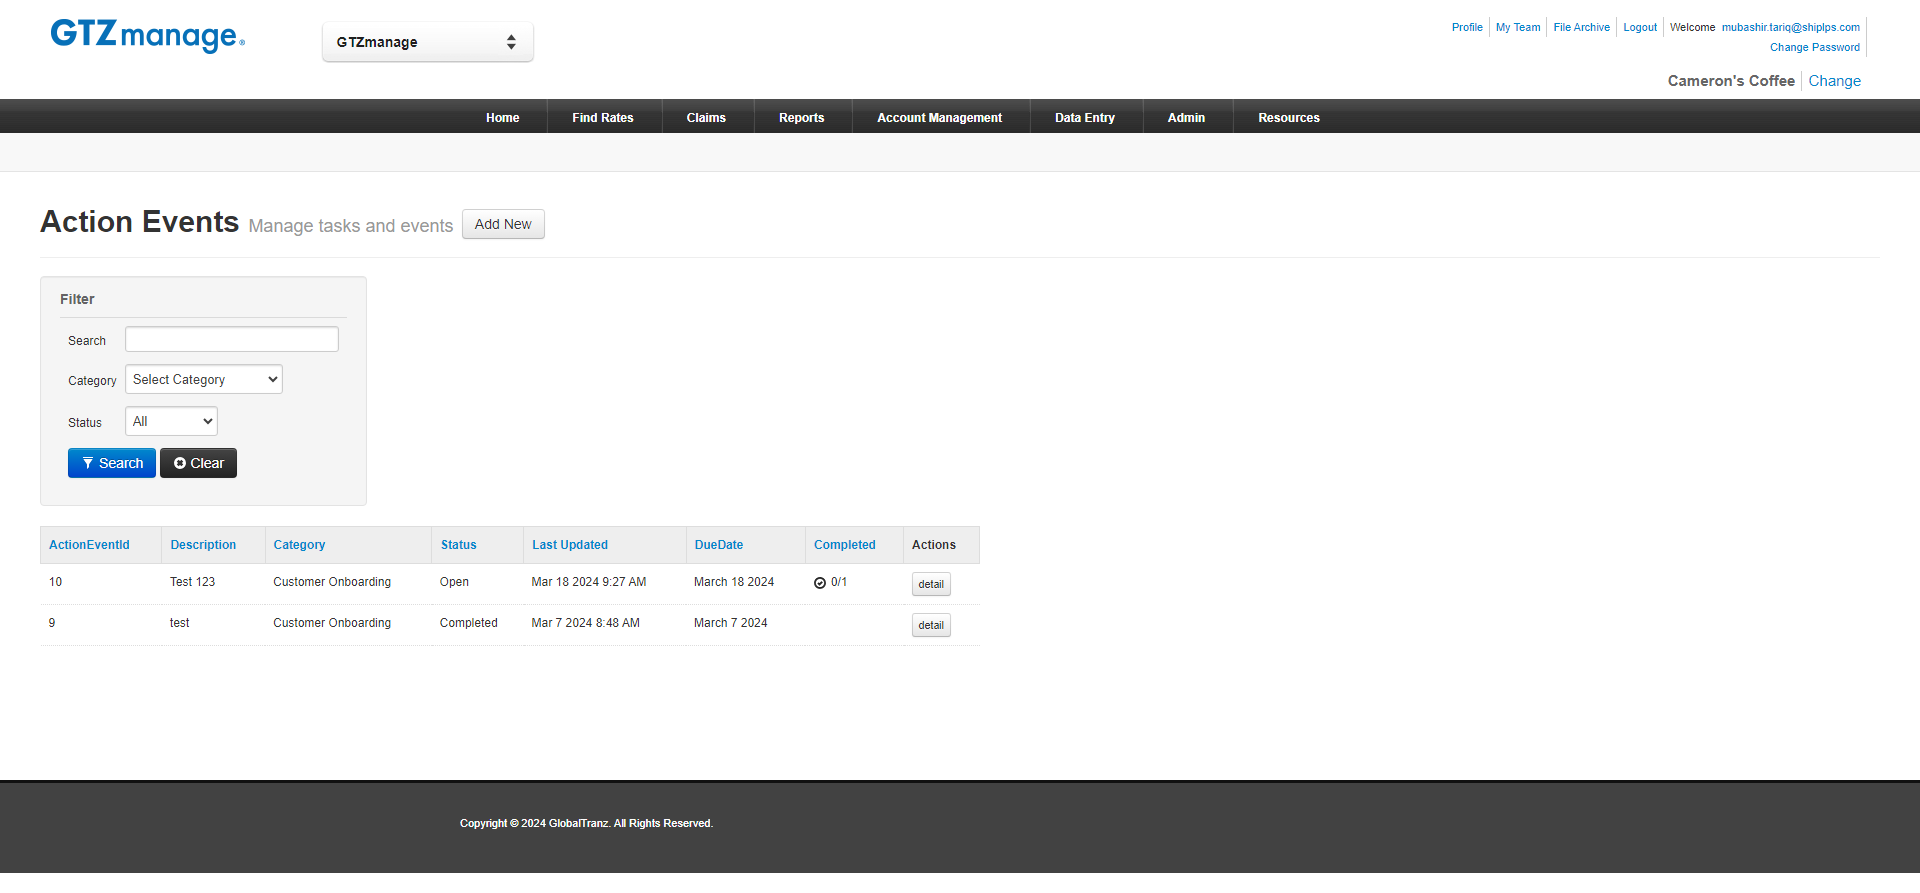 GTZmanage®
GTZmanage
Profile My Team File Archive Logout Welcome mubashir.tariq@shiplps.com
Change Password
Cameron's Coffee Change
Home Find Rates Claims Reports Account Management Data Entry Admin Resources
Action Events Manage tasks and events Add New
Filter
Search
Category Select Category
Status All
Search Clear
ActionEventId Description Category Status Last Updated DueDate Completed Actions
10 Test 123 Customer Onboarding Open Mar 18 2024 9:27 AM March 18 2024 0/1 detail
9 test Customer Onboarding Completed Mar 7 2024 8:48 AM March 7 2024 detail
Copyright © 2024 GlobalTranz. All Rights Reserved.